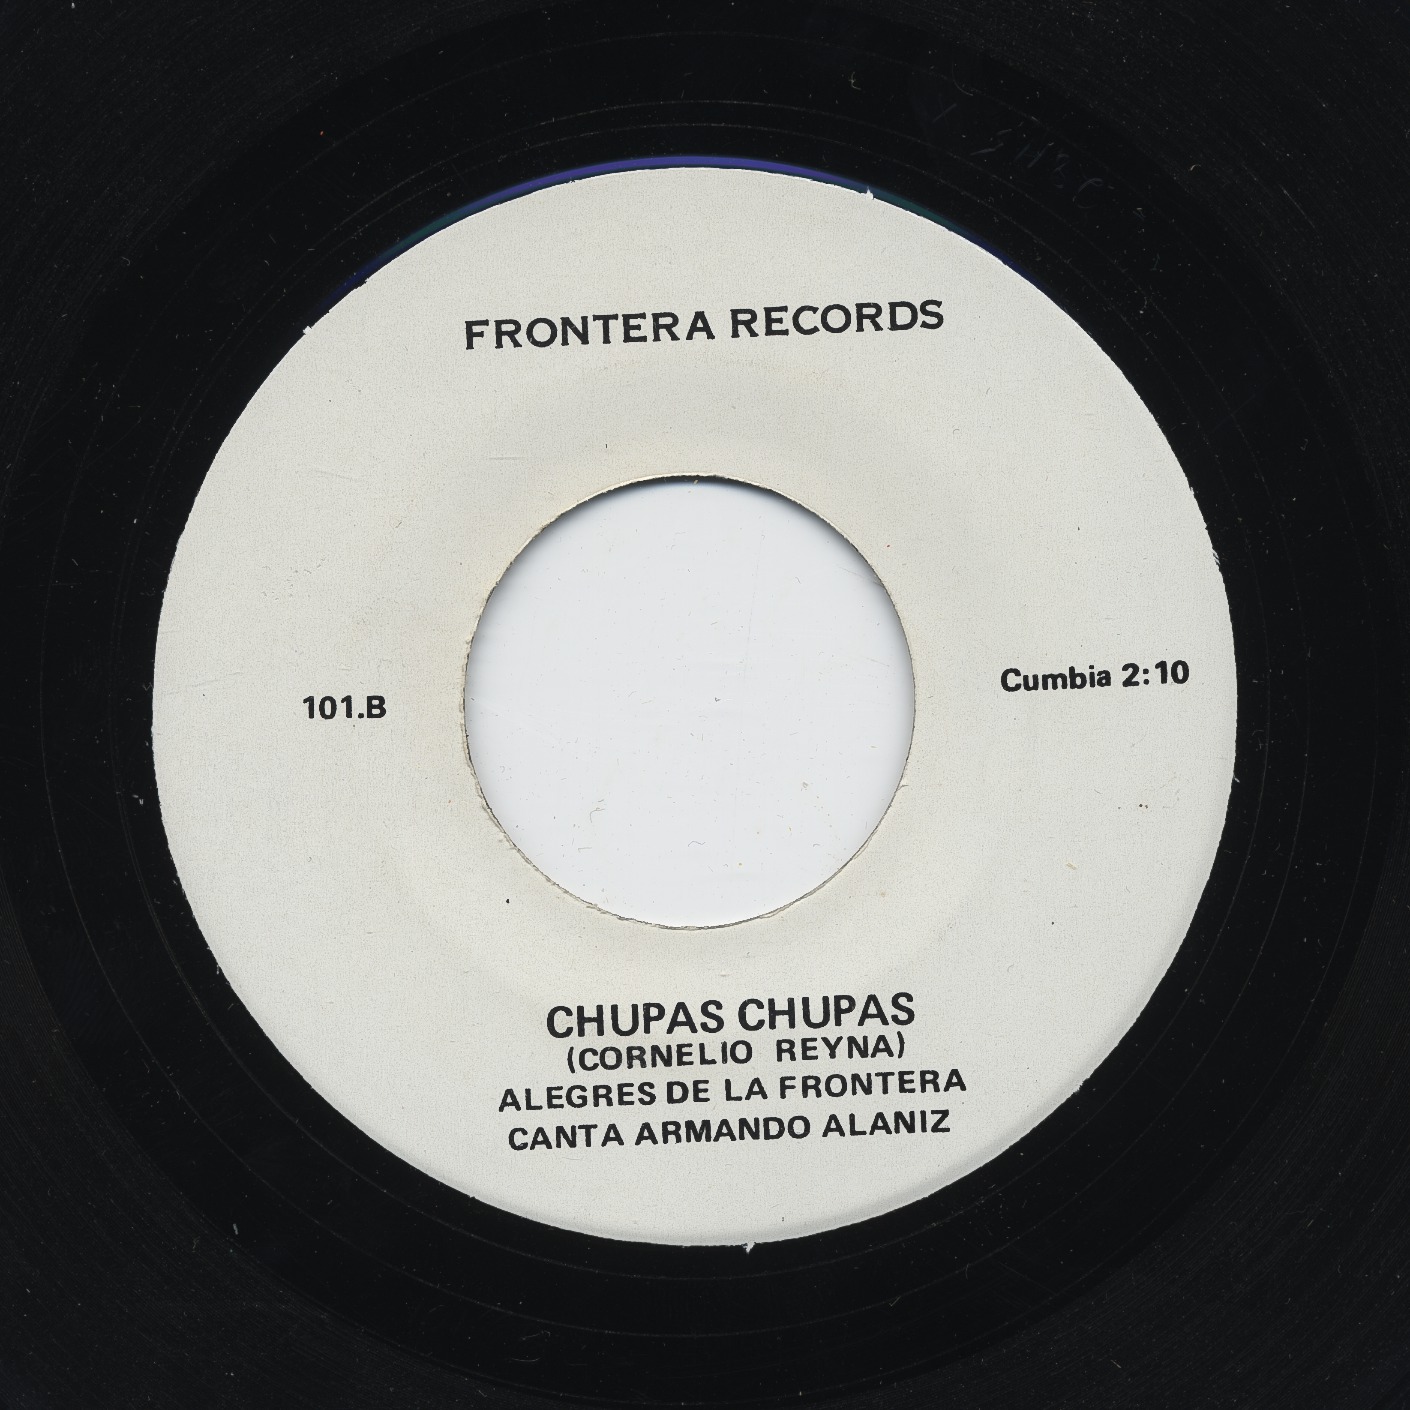 FRONTERA RECORDS
101.B
Cumbia 2:10
CHUPAS CHUPAS
(CORNELIO REYNA)
ALEGRES DE LA FRONTERA
CANTA ARMANDO ALANIZ